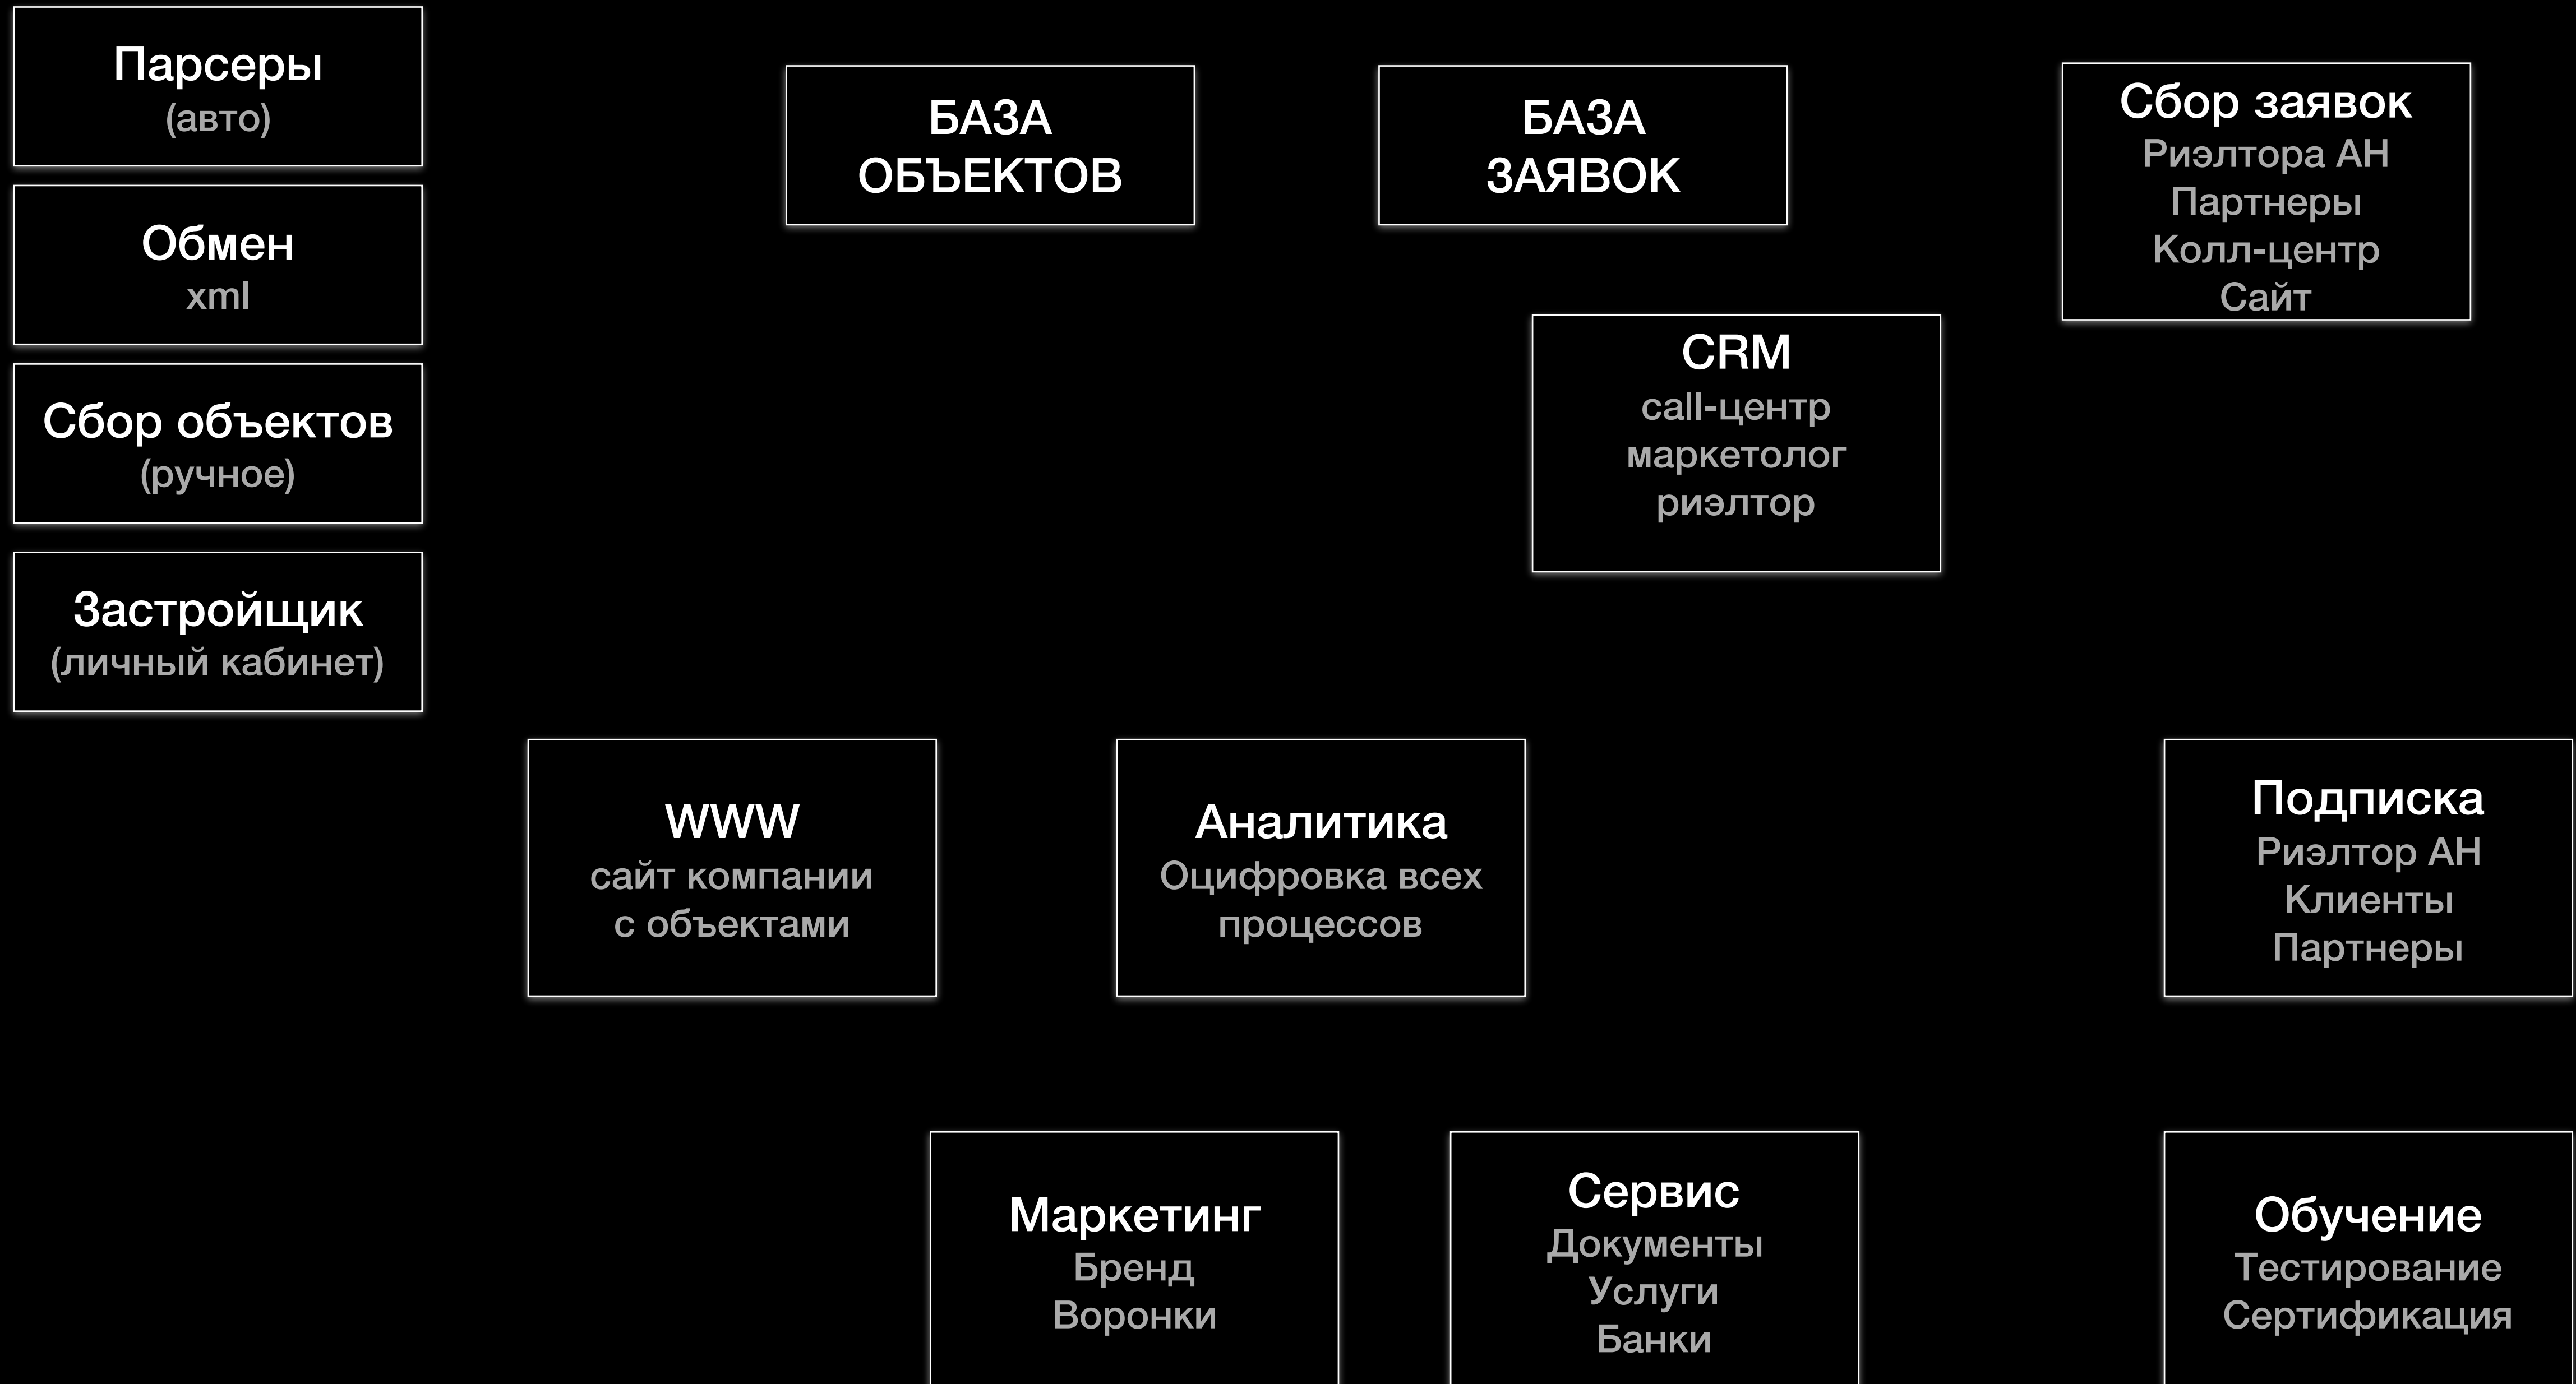 Парсеры
(авто)
Обмен
xml
Сбор объектов
(ручное)
Застройщик
(личный кабинет)
БАЗА
ОБЪЕКТОВ
БАЗА
ЗАЯВОК
Сбор заявок
Риэлтора АН
Партнеры
Колл-центр
Сайт
CRM
call-центр
маркетолог
риэлтор
WWW
сайт компании
с объектами
Аналитика
Оцифровка всех
процессов
Подписка
Риэлтор АН
Клиенты
Партнеры
Маркетинг
Бренд
Воронки
Сервис
Документы
Услуги
Банки
Обучение
Тестирование
Сертификация